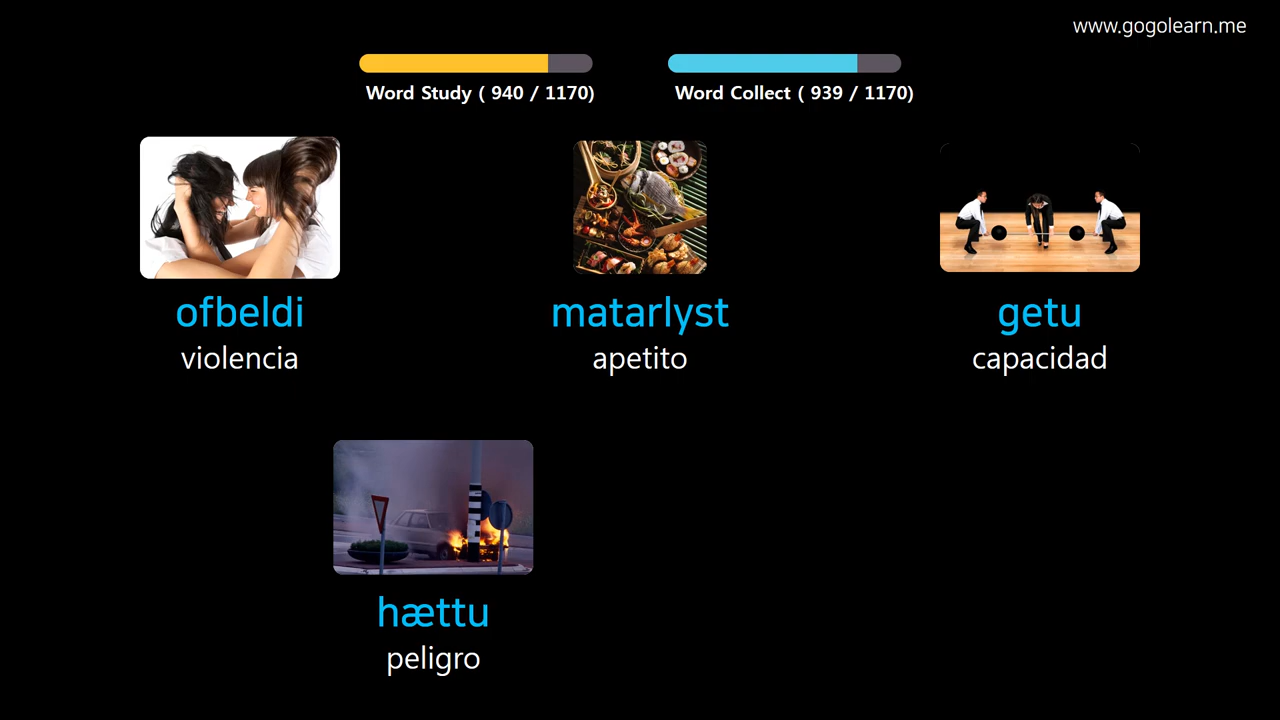 www.gogolearn.me
Word Study ( 940 / 1170)
Word Collect ( 939 / 1170)
ofbeldi
violencia
matarlyst
apetito
getu
capacidad
hættu
peligro